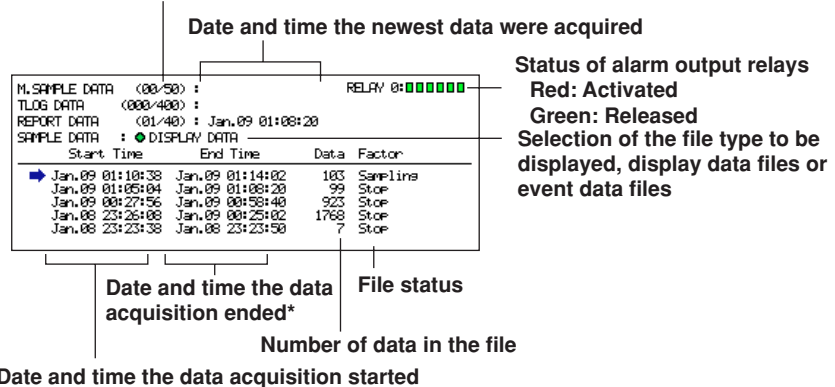 Date and time the newest data were acquired
Status of alarm output relays
Red: Activated
Green: Released
Selection of the file type to be
displayed, display data files or
event data files
M.SAMPLE DATA (00/50) : RELAY 0:
TLOG DATA (000/400) :
REPORT DATA (01/40) : Jan.09 01:08:20
SAMPLE DATA : DISPLAY DATA
Start Time End Time Data Factor
Jan.09 01:10:38 Jan.09 01:14:02 103 Sampling
Jan.09 01:05:04 Jan.09 01:08:20 99 Stop
Jan.09 00:27:56 Jan.09 00:58:40 923 Stop
Jan.08 23:26:08 Jan.09 00:25:02 1768 Stop
Jan.08 23:23:38 Jan.08 23:23:50 7 Stop
Date and time the data
acquisition ended*
File status
Number of data in the file
Date and time the data acquisition started